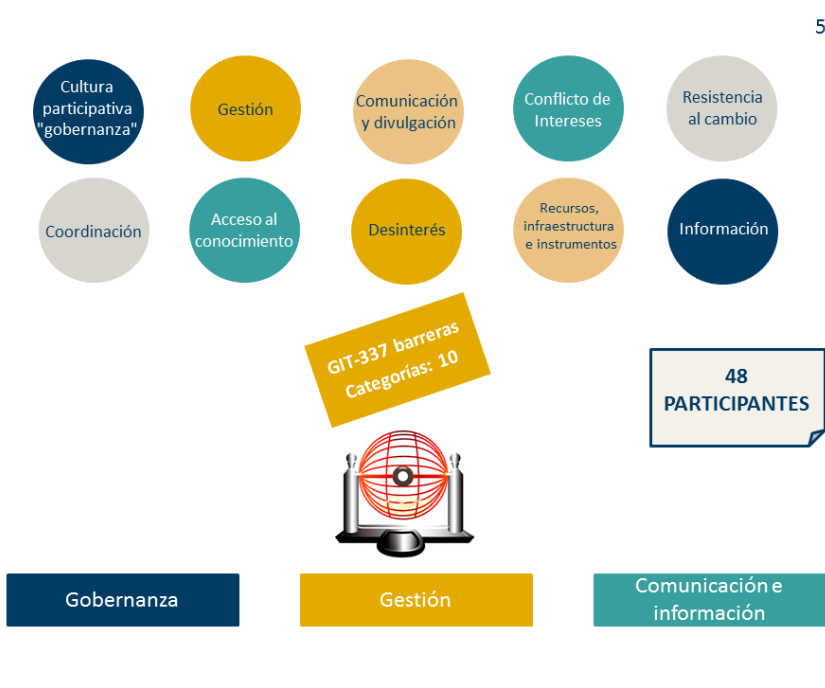 5
Cultura
participativa
"gobernanza"
Gestión
Comunicación
y divulgación
Conflicto de
Intereses
Resistencia
al cambio
Coordinación
Acceso al
conocimiento
Desinterés
Recursos,
infraestructura
e instrumentos
Información
GIT-337 barreras
Categorías: 10
48
PARTICIPANTES
Gobernanza
Gestión
Comunicación e
información